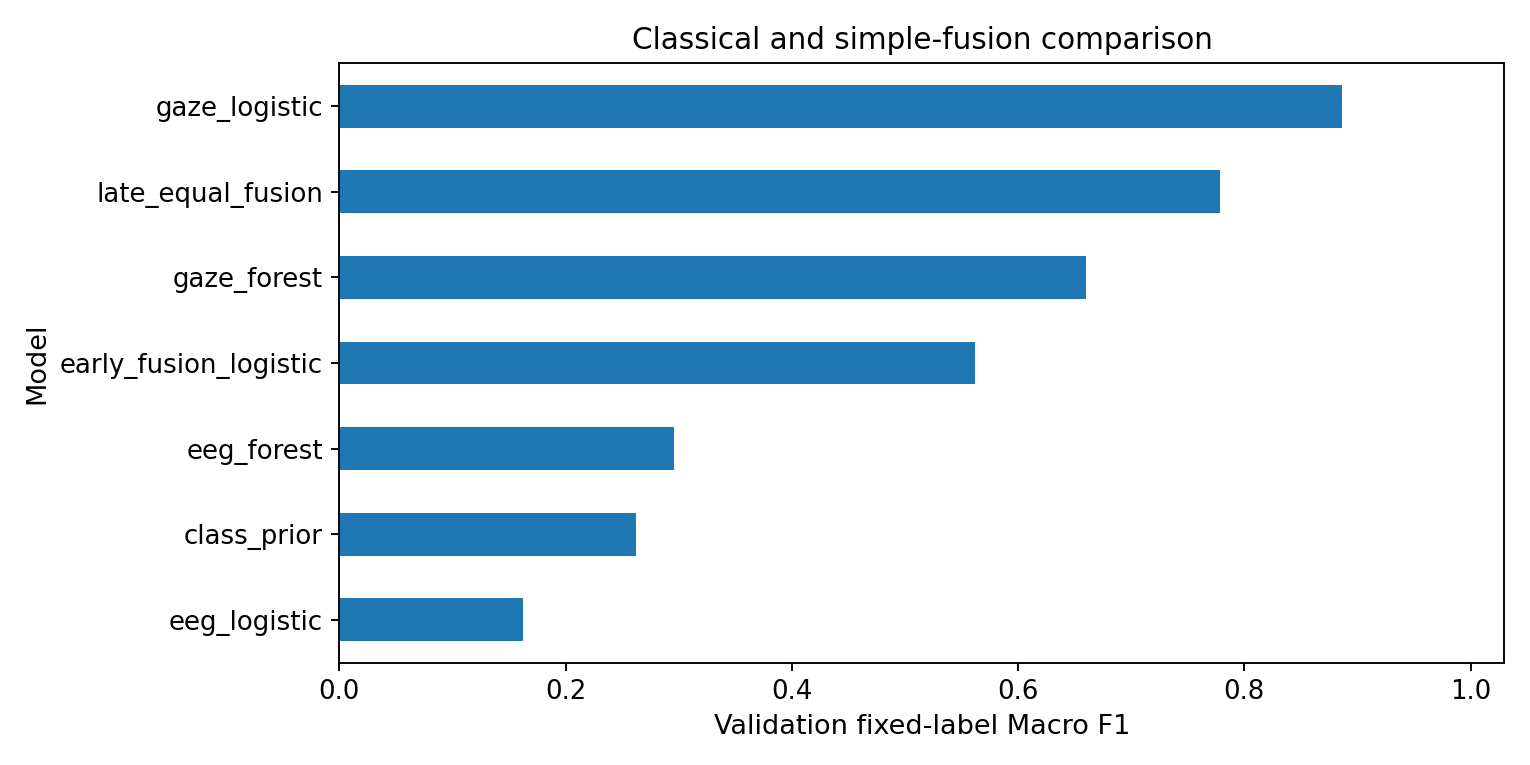 Classical and simple-fusion comparison
gaze_logistic
late_equal_fusion
gaze_forest
early_fusion_logistic
eeg_forest
class_prior
eeg_logistic
Model
0.0 0.2 0.4 0.6 0.8 1.0
Validation fixed-label Macro F1